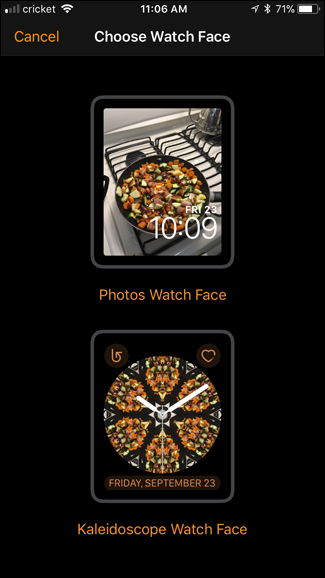 cricket 11:06 AM 71%
Cancel Choose Watch Face
FRI 23
10:09
Photos Watch Face
FRIDAY, SEPTEMBER 23
Kaleidoscope Watch Face